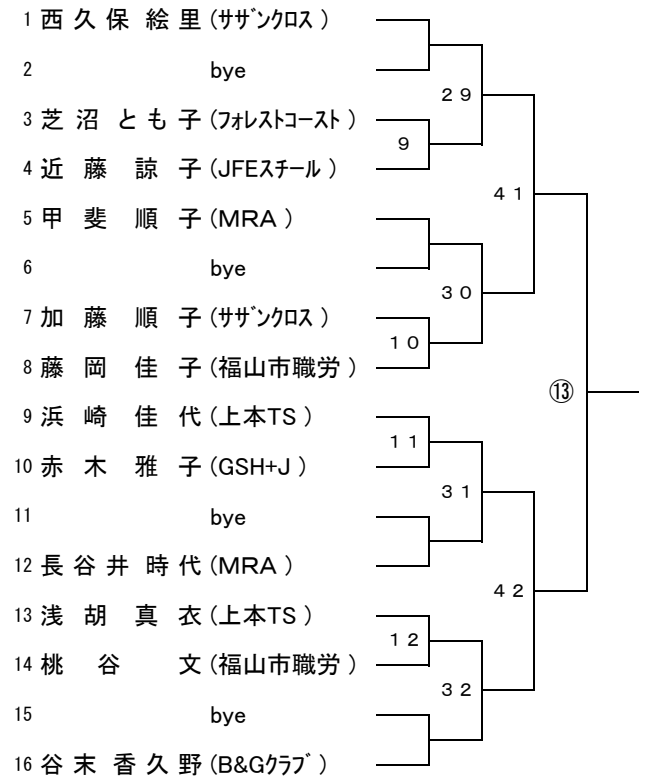 1 西久保絵里(サザンクロス)
2 bye
29
3 芝沼とも子(フォレストコースト)
9
4 近藤諒子(JFEスチール)
41
5 甲斐順子(MRA)
6 bye
30
7 加藤順子(サザンクロス)
10
8 藤岡佳子(福山市職労)
⑬
9 浜崎佳代(上本TS)
11
10 赤木雅子(GSH+J)
31
11 bye
12 長谷井時代(MRA)
42
13 浅胡真衣(上本TS)
12
14 桃谷文(福山市職労)
32
15 bye
16 谷末香久野(B&Gクラブ)